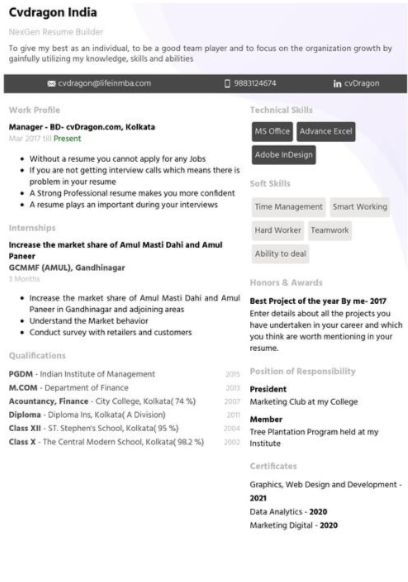 Cvdragon India
NexGen Resume Builder
To give my best as an individual, to be a good team player and to focus on the organization growth by
gainfully utilizing my knowledge, skills and abilities
cvdragon@lifeinmba.com
9883124674
in cvDragon
Work Profile
Manager - BD- cvDragon.com, Kolkata
Mar 2017 till Present
Without a resume you cannot apply for any Jobs
If you are not getting interview calls which means there is
problem in your resume
A Strong Professional resume makes you more confident
A resume plays an important during your interviews
Internships
Increase the market share of Amul Masti Dahi and Amul
Paneer
GCMMF (AMUL), Gandhinagar
3 Months
Increase the market share of Amul Masti Dahi and Amul
Paneer in Gandhinagar and adjoining areas
Understand the Market behavior
Conduct survey with retailers and customers
Qualifications
PGDM - Indian Institute of Management 2015
M.COM - Department of Finance 2013
Acountancy, Finance - City College, Kolkata( 74 %) 2007
Diploma - Diploma Ins, Kolkata( A Division) 2011
Class XII - ST. Stephen's School, Kolkata( 95 %) 2004
Class X - The Central Modern School, Kolkata( 98.2 %) 2002
Technical Skills
MS Office
Advance Excel
Adobe InDesign
Soft Skills
Time Management
Smart Working
Hard Worker
Teamwork
Ability to deal
Honors & Awards
Best Project of the year By me- 2017
Enter details about all the projects you
have undertaken in your career and which
you think are worth mentioning in your
resume.
Position of Responsibility
President
Marketing Club at my College
Member
Tree Plantation Program held at my
Institute
Certificates
Graphics, Web Design and Development -
2021
Data Analytics - 2020
Marketing Digital - 2020